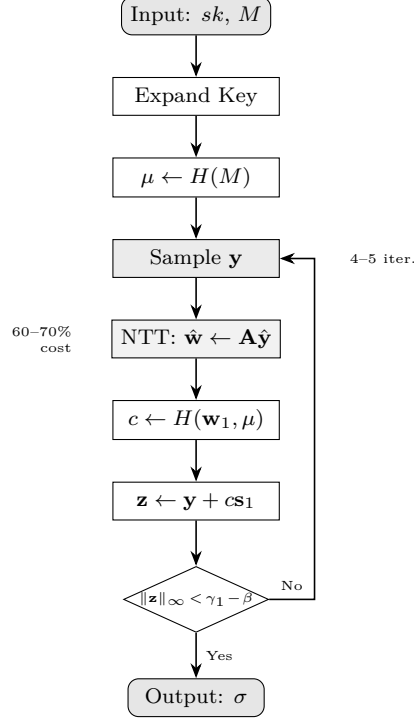 Input: sk, M
Expand Key
μ ← H(M)
Sample y
4–5 iter.
60–70%
cost
NTT: ŵ ← Aŷ
c ← H(w₁, μ)
z ← y + cs₁
‖z‖∞ < γ₁ − β
No
Yes
Output: σ